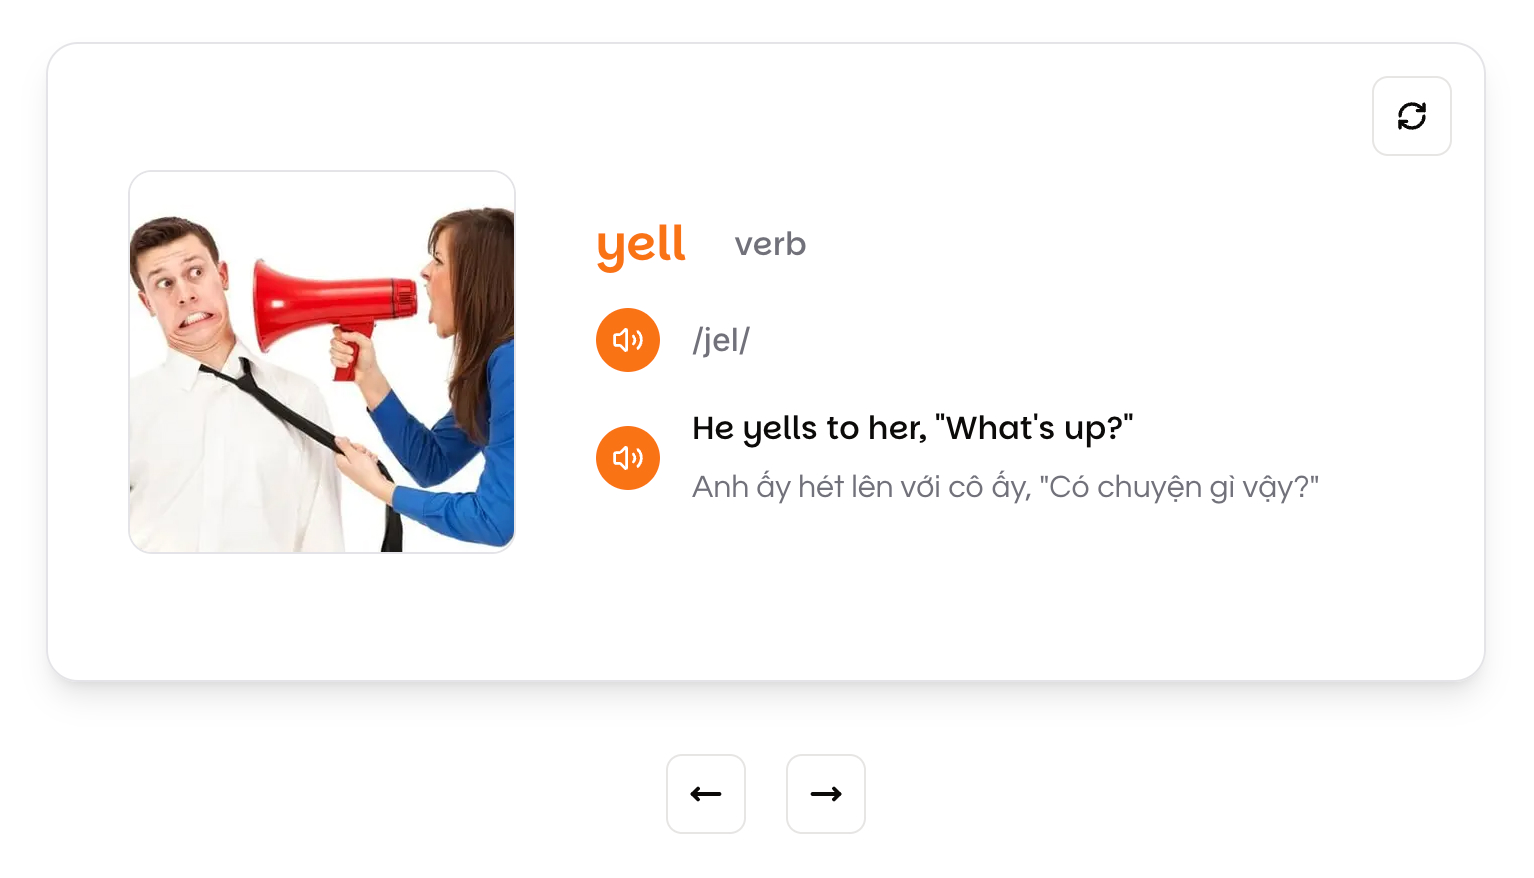 yell verb
/jel/
He yells to her, "What's up?"
Anh ấy hét lên với cô ấy, "Có chuyện gì vậy?"